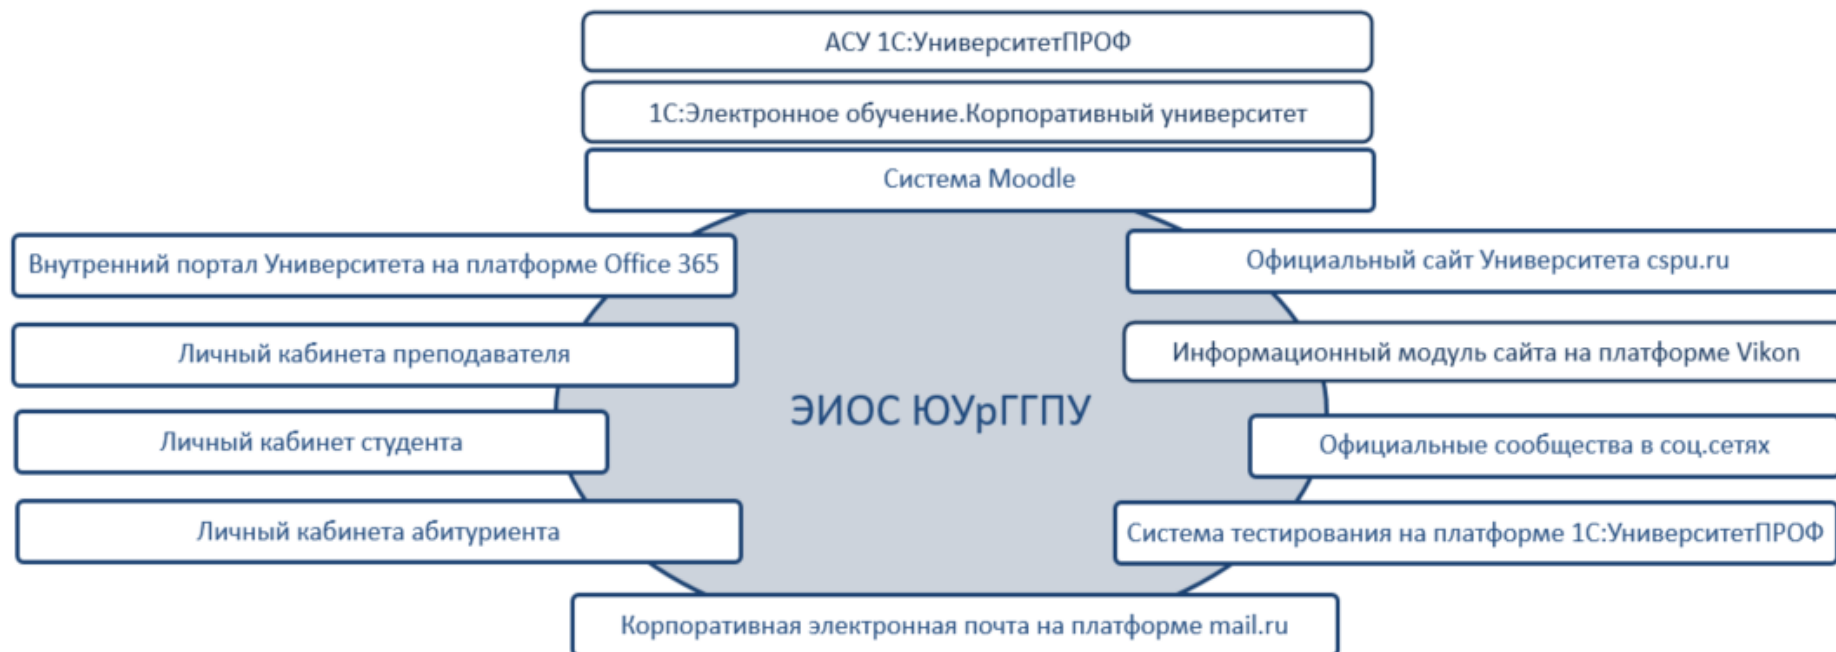 АСУ 1С:УниверситетПРОФ
1С:Электронное обучение.Корпоративный университет
Система Moodle
Внутренний портал Университета на платформе Office 365
Официальный сайт Университета cspu.ru
Личный кабинета преподавателя
Информационный модуль сайта на платформе Vikon
ЭИОС ЮУрГГПУ
Личный кабинет студента
Официальные сообщества в соц.сетях
Личный кабинета абитуриента
Система тестирования на платформе 1С:УниверситетПРОФ
Корпоративная электронная почта на платформе mail.ru